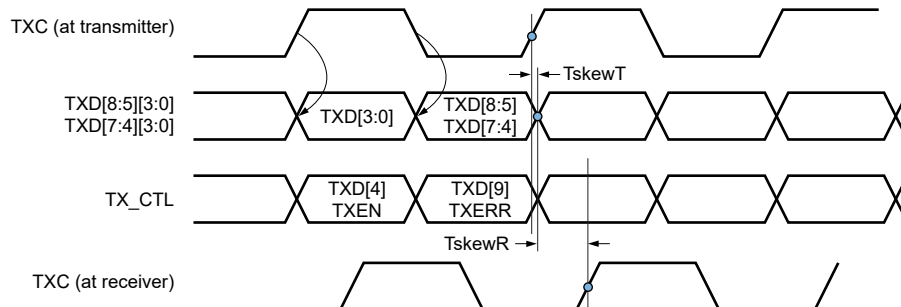 TXC (at transmitter)
TskewT
TXD[8:5][3:0]
TXD[7:4][3:0]
TXD[3:0]
TXD[8:5]
TXD[7:4]
TX_CTL
TXD[4]
TXEN
TXD[9]
TXERR
TskewR
TXC (at receiver)